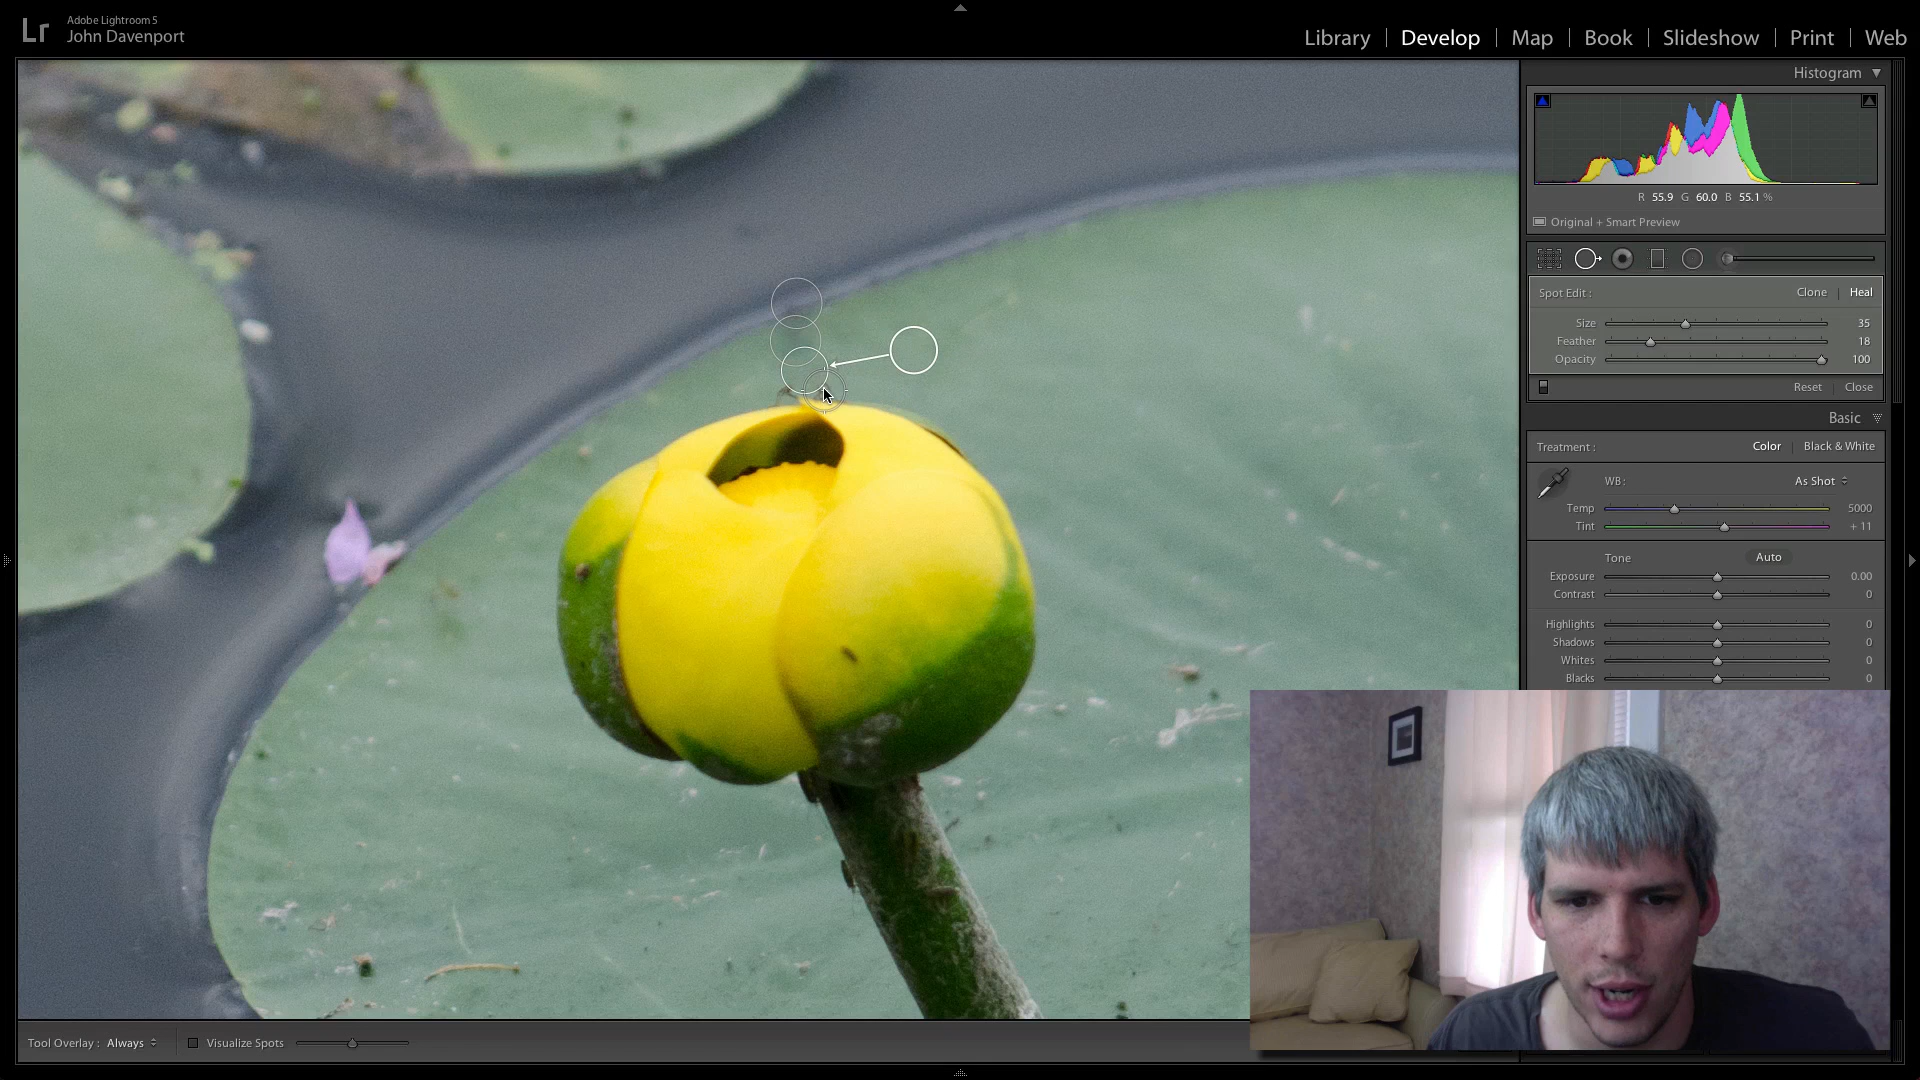 Lr
Adobe Lightroom 5
John Davenport
Library | Develop | Map | Book | Slideshow | Print | Web
Histogram
R 55.9 G 60.0 B 55.1 %
Original + Smart Preview
Spot Edit : Clone | Heal
Size 35
Feather 18
Opacity 100
Reset | Close
Basic
Treatment : Color | Black & White
WB : As Shot
Temp 5000
Tint + 11
Tone Auto
Exposure 0.00
Contrast 0
Highlights 0
Shadows 0
Whites 0
Blacks 0
Tool Overlay : Always Visualize Spots